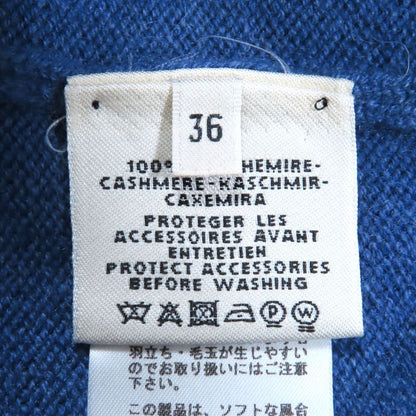 36
100% HEMIRE-
CASHMERE-KASCHMIR-
CAXEMIRA
PROTEGER LES
ACCESSOIRES AVANT
ENTRETIEN
PROTECT ACCESSORIES
BEFORE WASHING
P W
羽立ち・毛玉が生じやすい
のでお取り扱いにはご注意
下さい。
この製品は、ソフトな風合